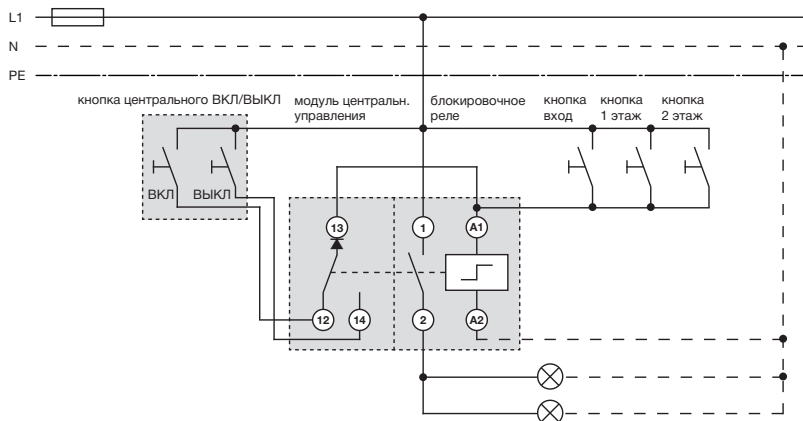 L1
N
PE
кнопка центрального ВКЛ/ВЫКЛ
модуль центральн.
управления
блокировочное
реле
кнопка
вход
кнопка
1 этаж
кнопка
2 этаж
ВКЛ
ВЫКЛ
13
1
A1
12
14
2
A2